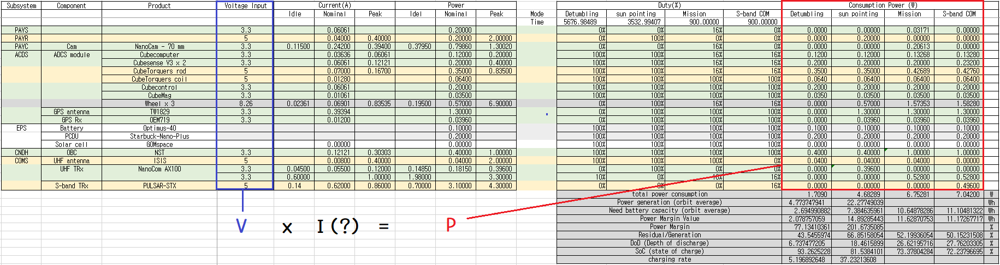 Subsystem Component Product Voltage Input Current(A) Power Duty(%) Consumption Power (W)
Idle Nominal Peak Idel Nominal Peak Mode Detumbling sun pointing Mission S-band COM Detumbling sun pointing Mission S-band COM
Time 5676.98489 3532.99407 900.00000 900.00000
PAYS 3.3 0.06061 0.20000 0% 0% 16% 0% 0.0000 0.00000 0.03171 0.00000
PAYR 5 0.04000 0.40000 0.20000 2.00000 0% 100% 0% 0% 0.0000 0.20000 0.00000 0.00000
PAYC Cam NanoCam - 70 mm 3.3 0.11500 0.24200 0.39400 0.37950 0.79860 1.30020 0% 0% 16% 0% 0.0000 0.00000 0.20613 0.00000
ACDS ADCS module Cubecomputer 3.3 0.03636 0.06061 0.12000 0.20000 100% 100% 16% 16% 0.1200 0.12000 0.13268 0.13280
Cubesense V3 x 2 3.3 0.06061 0.12121 0.20000 0.40000 100% 100% 16% 16% 0.2000 0.20000 0.20000 0.23200
CubeTorquers rod 5 0.07000 0.16700 0.35000 0.83500 100% 100% 16% 16% 0.3500 0.35000 0.42689 0.42760
CubeTorquers coil 5 0.01280 0.06400 100% 100% 100% 100% 0.0640 0.06400 0.06400 0.06400
Cubecontrol 3.3 0.06061 0.20000 100% 100% 100% 100% 0.2000 0.20000 0.20000 0.20000
CubeMag 3.3 0.01061 0.03500 100% 100% 100% 100% 0.0350 0.03500 0.03500 0.03500
Wheel x 3 8.26 0.02361 0.06901 0.83535 0.19500 0.57000 6.90000 0% 100% 16% 16% 0.0000 0.57000 1.57353 1.58280
GPS antenna TW1829 3.3 0.39394 1.30000 0% 100% 100% 100% 0.0000 1.30000 1.30000 1.30000
GPS Rx OEM719 3.3 0.01200 0.03960 0% 100% 100% 100% 0.0000 0.03960 0.03960 0.03960
EPS Battery Optimus-40 0.10000 100% 100% 100% 100% 0.1000 0.10000 0.10000 0.10000
PCDU Starbuck-Nano-Plus 0.20000 100% 100% 100% 100% 0.2000 0.20000 0.20000 0.20000
Solar cell GOMspace 0.00000 0.00000 100% 100% 100% 100% 0.0000 0.00000 0.00000 0.00000
CNDH OBC NST 3.3 0.12121 0.30303 0.40000 1.00000 100% 100% 100% 100% 0.4000 0.40000 1.00000 1.00000
COMS UHF antenna ISIS 5 0.00800 0.40000 0.04000 2.00000 100% 100% 100% 0% 0.0400 0.04000 0.04000 0.00000
UHF TRx NanoCom AX100 3.3 0.04500 0.05500 0.12000 0.14850 0.18150 0.39600 0% 100% 0% 0% 0.0000 0.39600 0.00000 0.00000
3.3 0.60000 1.00000 1.98000 3.30000 10% 0% 16% 16% 0.0000 0.00000 0.52800 0.52800
S-band TRx PULSAR-STX 5 0.14 0.62000 0.86000 0.70000 3.10000 4.30000 0% 0% 0% 16% 0.0000 0.00000 0.00000 0.49600
total power consumption 1.7090 4.68289 6.75281 7.04200 W
Power generation (orbit average) 4.773747941 22.27749039 Wh
Need battery capacity (orbit average) 2.694990882 7.384635961 10.64878286 11.10481322 Wh
Power Margin Value 2.078757059 14.89285443 11.62870753 11.17267717 Wh
Power Margin 77.13410361 201.6735085 %
Residual/Generation 43.5455974 66.85158054 52.19936054 50.15231508 %
DoD (Depth of discharge) 6.737477205 18.4615899 26.62195716 27.76203305 %
SoC (state of charge) 93.2625228 81.5384101 73.37804284 72.23796695 %
charging rate 5.196892648 37.23213608
V x I(?) = P